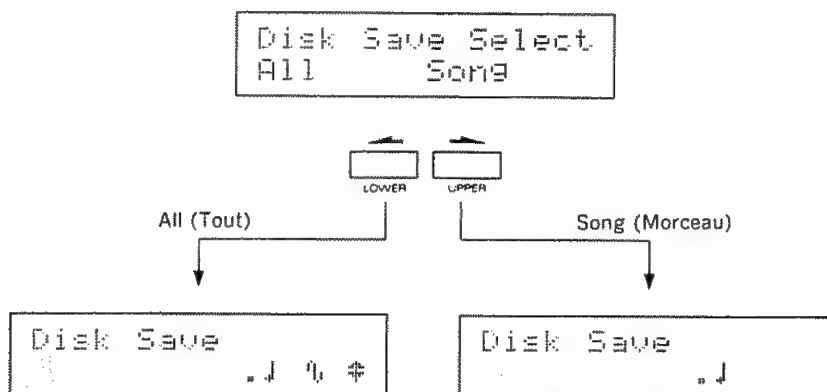 Disk Save Select
All Song
LOWER UPPER
All (Tout) Song (Morceau)
Disk Save
Disk Save